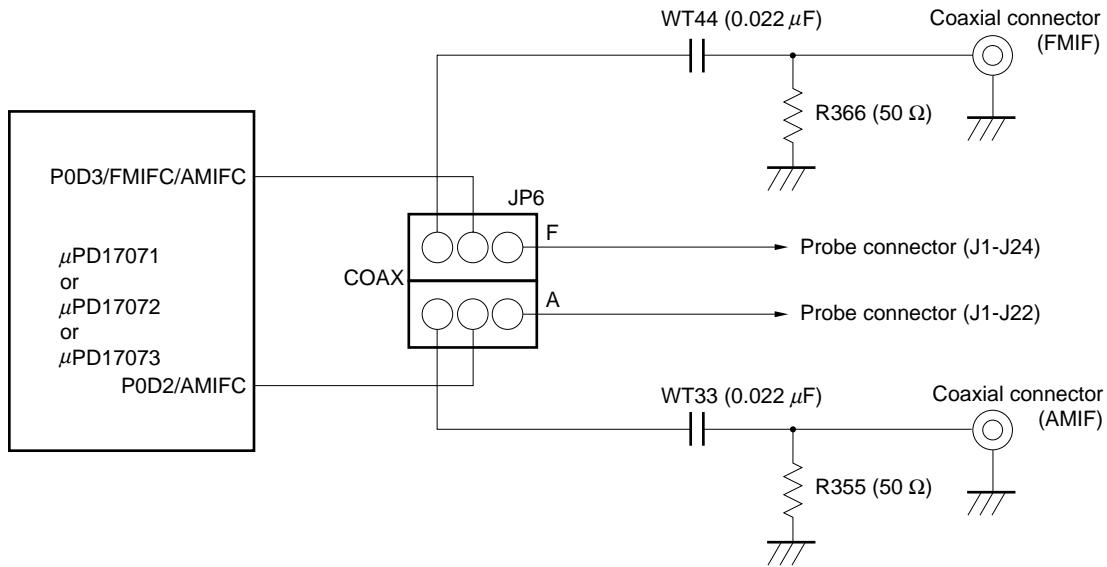 WT44 (0.022 μF)
Coaxial connector
(FMIF)
R366 (50 Ω)
P0D3/FMIFC/AMIFC
JP6
F
Probe connector (J1-J24)
μPD17071
or
μPD17072
or
μPD17073
COAX
A
Probe connector (J1-J22)
P0D2/AMIFC
WT33 (0.022 μF)
Coaxial connector
(AMIF)
R355 (50 Ω)